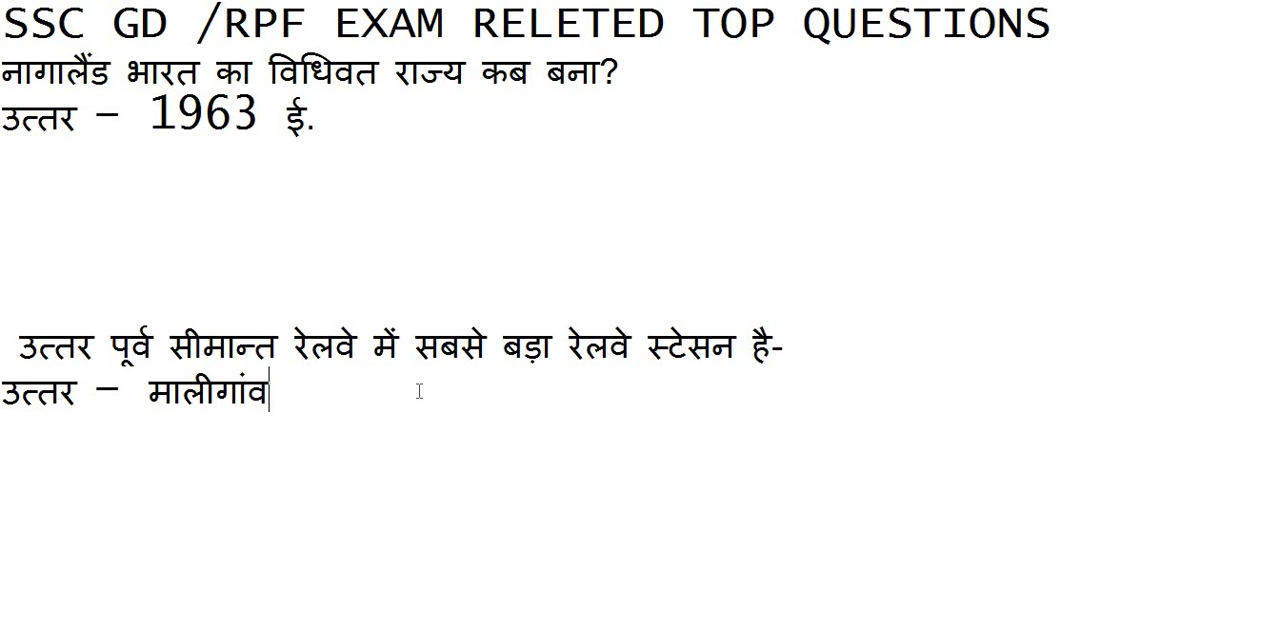 SSC GD /RPF EXAM RELETED TOP QUESTIONS
नागालैंड भारत का विधिवत राज्य कब बना?
उत्तर – 1963 ई.
उत्तर पूर्व सीमान्त रेलवे में सबसे बड़ा रेलवे स्टेसन है-
उत्तर – मालीगांव